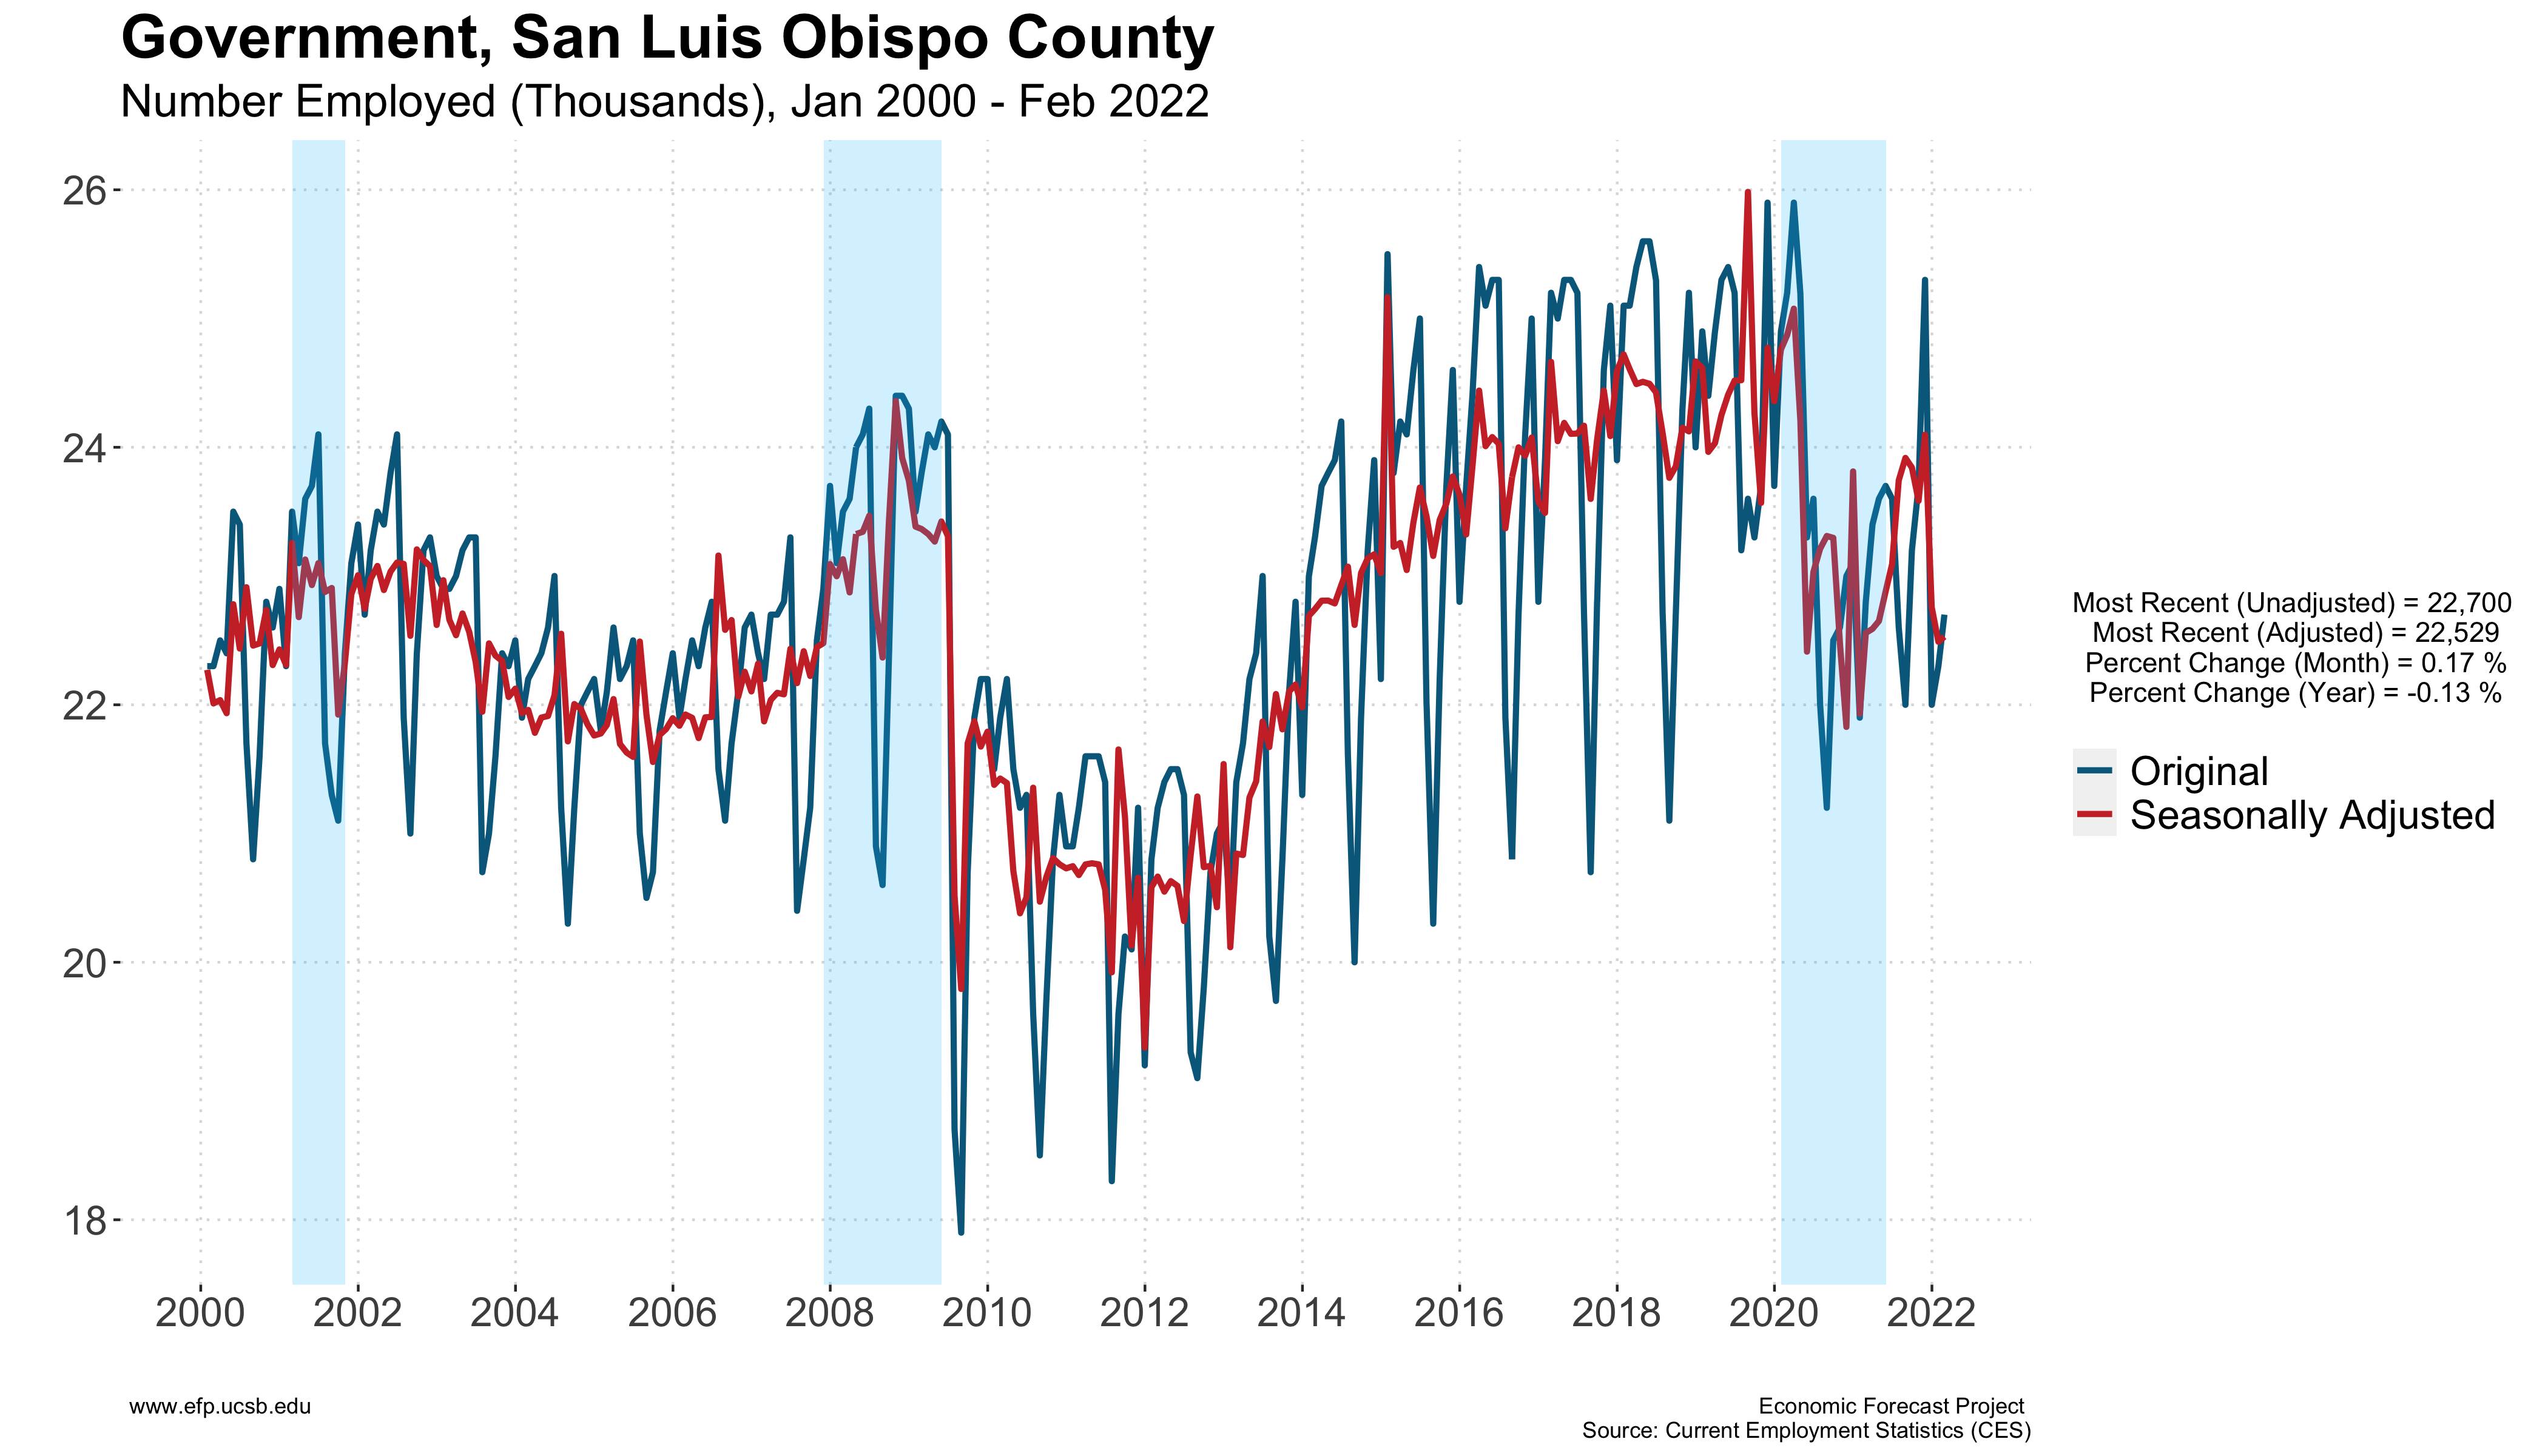 Government, San Luis Obispo County
Number Employed (Thousands), Jan 2000 - Feb 2022
26
24
22
20
18
2000 2002 2004 2006 2008 2010 2012 2014 2016 2018 2020 2022
Most Recent (Unadjusted) = 22,700
Most Recent (Adjusted) = 22,529
Percent Change (Month) = 0.17 %
Percent Change (Year) = -0.13 %
Original
Seasonally Adjusted
www.efp.ucsb.edu
Economic Forecast Project
Source: Current Employment Statistics (CES)